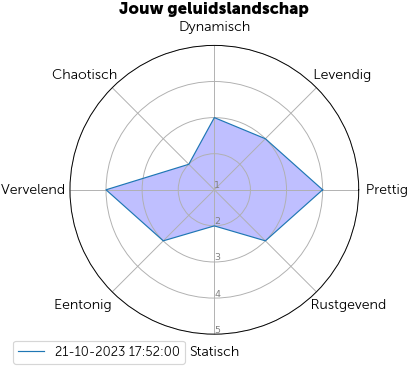 Jouw geluidslandschap
Dynamisch
Chaotisch
Levendig
Vervelend
Prettig
1
2
3
4
5
Eentonig
Rustgevend
21-10-2023 17:52:00
Statisch